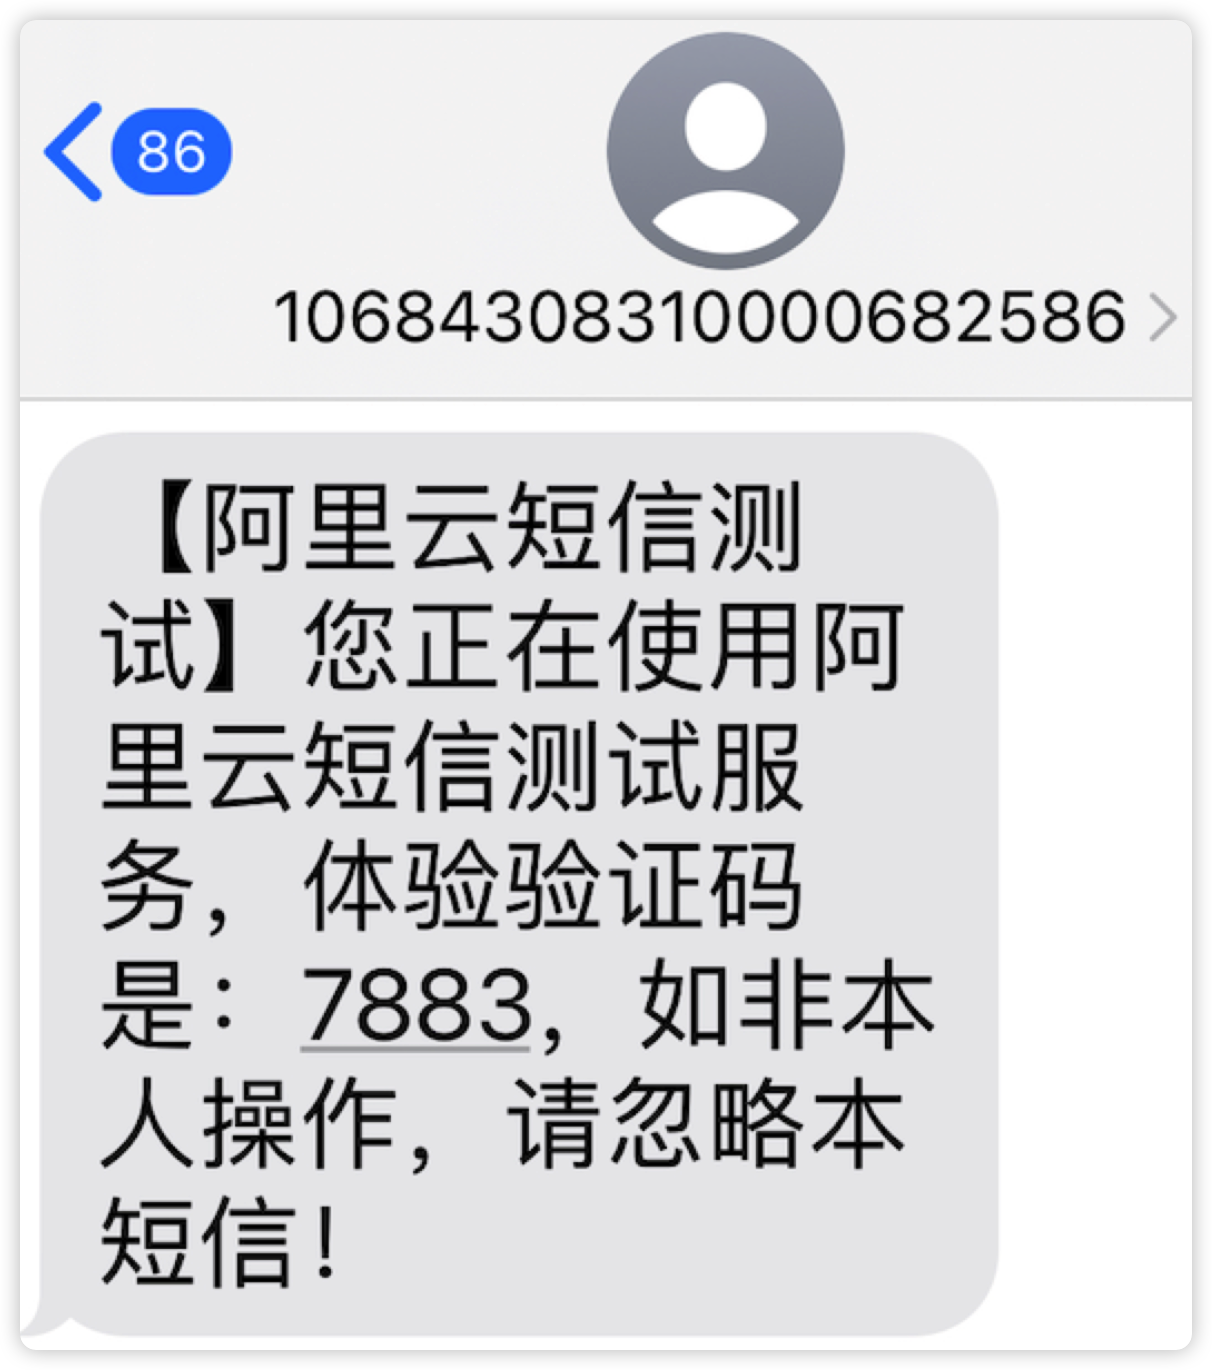 86
10684308310000682586
【阿里云短信测
试】您正在使用阿
里云短信测试服
务，体验验证码
是：7883，如非本
人操作，请忽略本
短信！